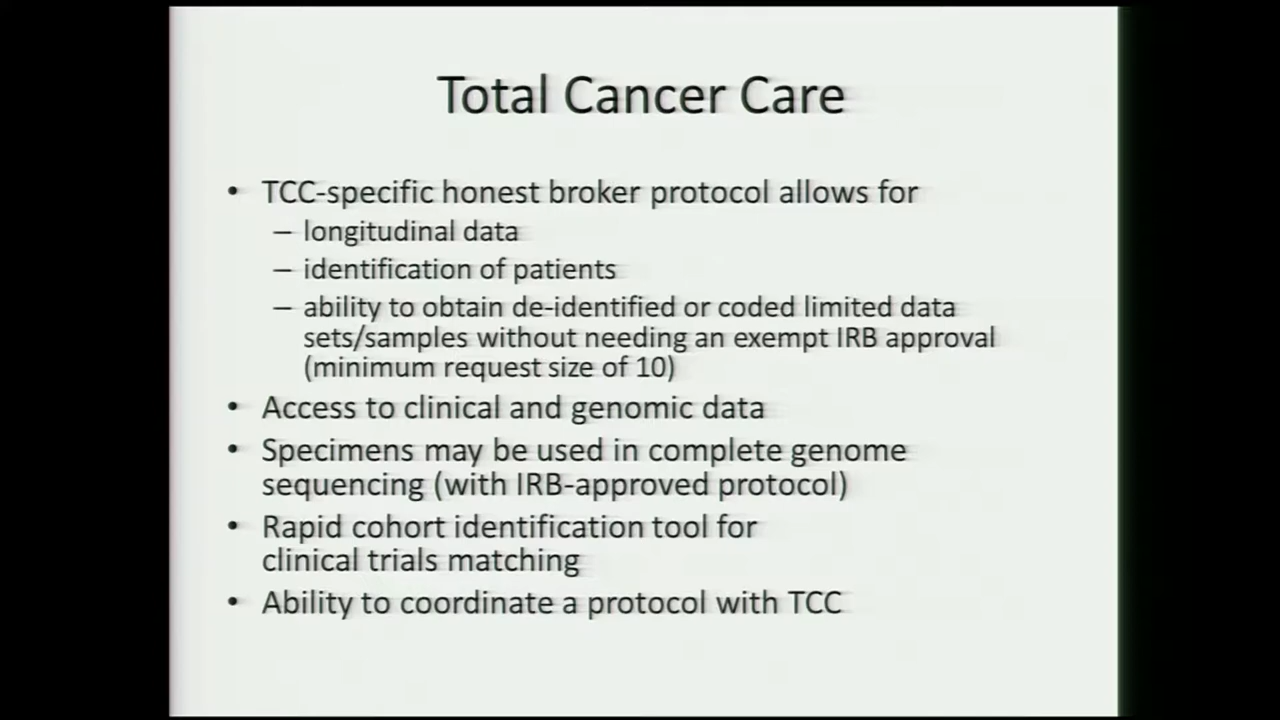 Total Cancer Care
• TCC-specific honest broker protocol allows for
– longitudinal data
– identification of patients
– ability to obtain de-identified or coded limited data
sets/samples without needing an exempt IRB approval
(minimum request size of 10)
• Access to clinical and genomic data
• Specimens may be used in complete genome
sequencing (with IRB-approved protocol)
• Rapid cohort identification tool for
clinical trials matching
• Ability to coordinate a protocol with TCC